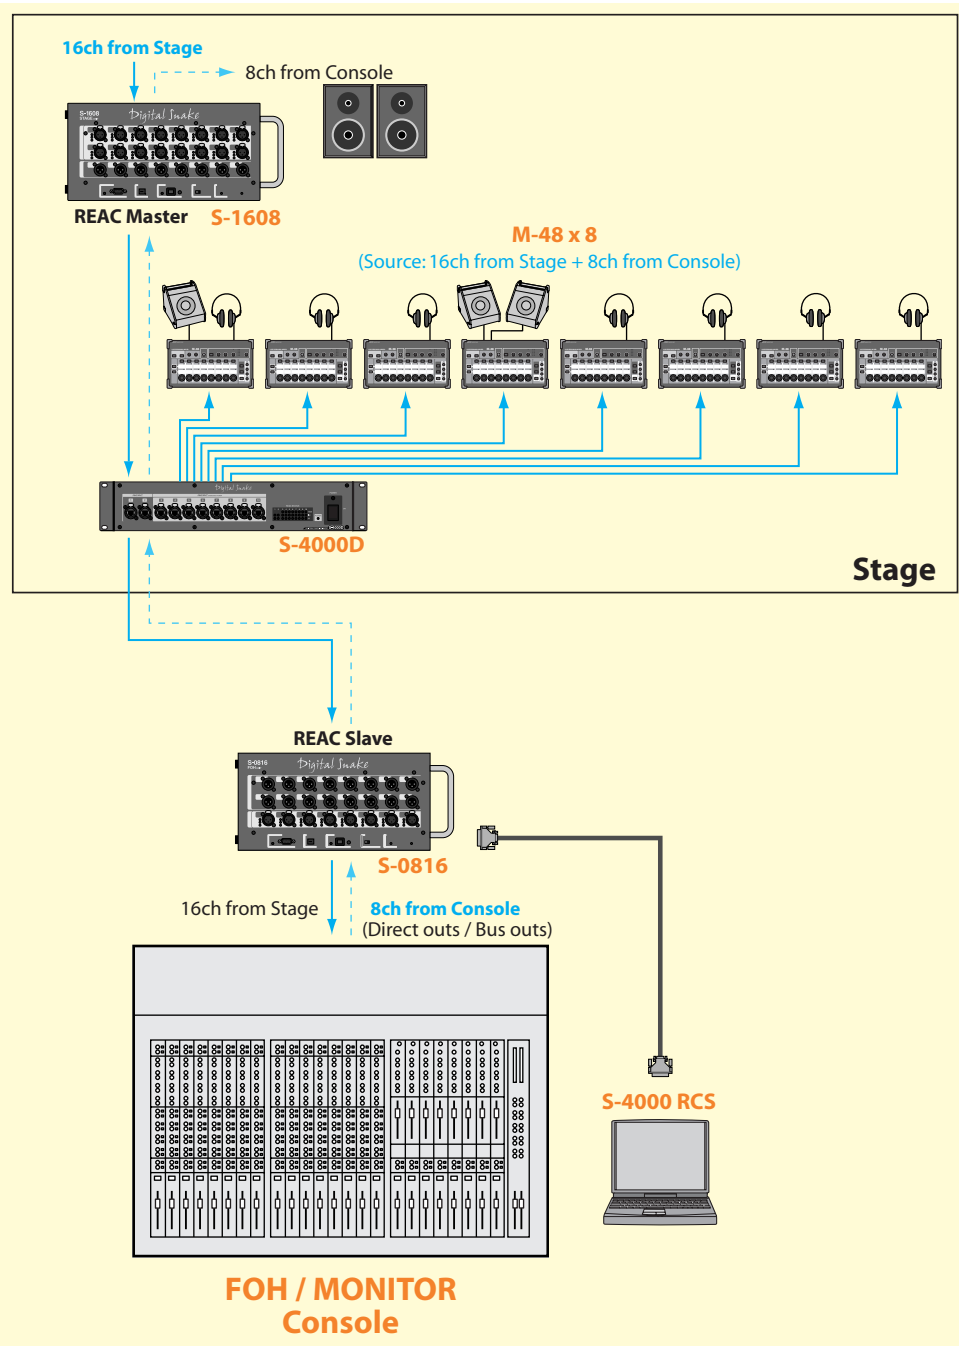 16ch from Stage
8ch from Console
S-1608
Digital Snake
REAC Master
S-1608
M-48 x 8
(Source: 16ch from Stage + 8ch from Console)
Digital Snake
S-4000D
Stage
REAC Slave
S-0816
Digital Snake
S-0816
16ch from Stage
8ch from Console
(Direct outs / Bus outs)
S-4000 RCS
FOH / MONITOR
Console